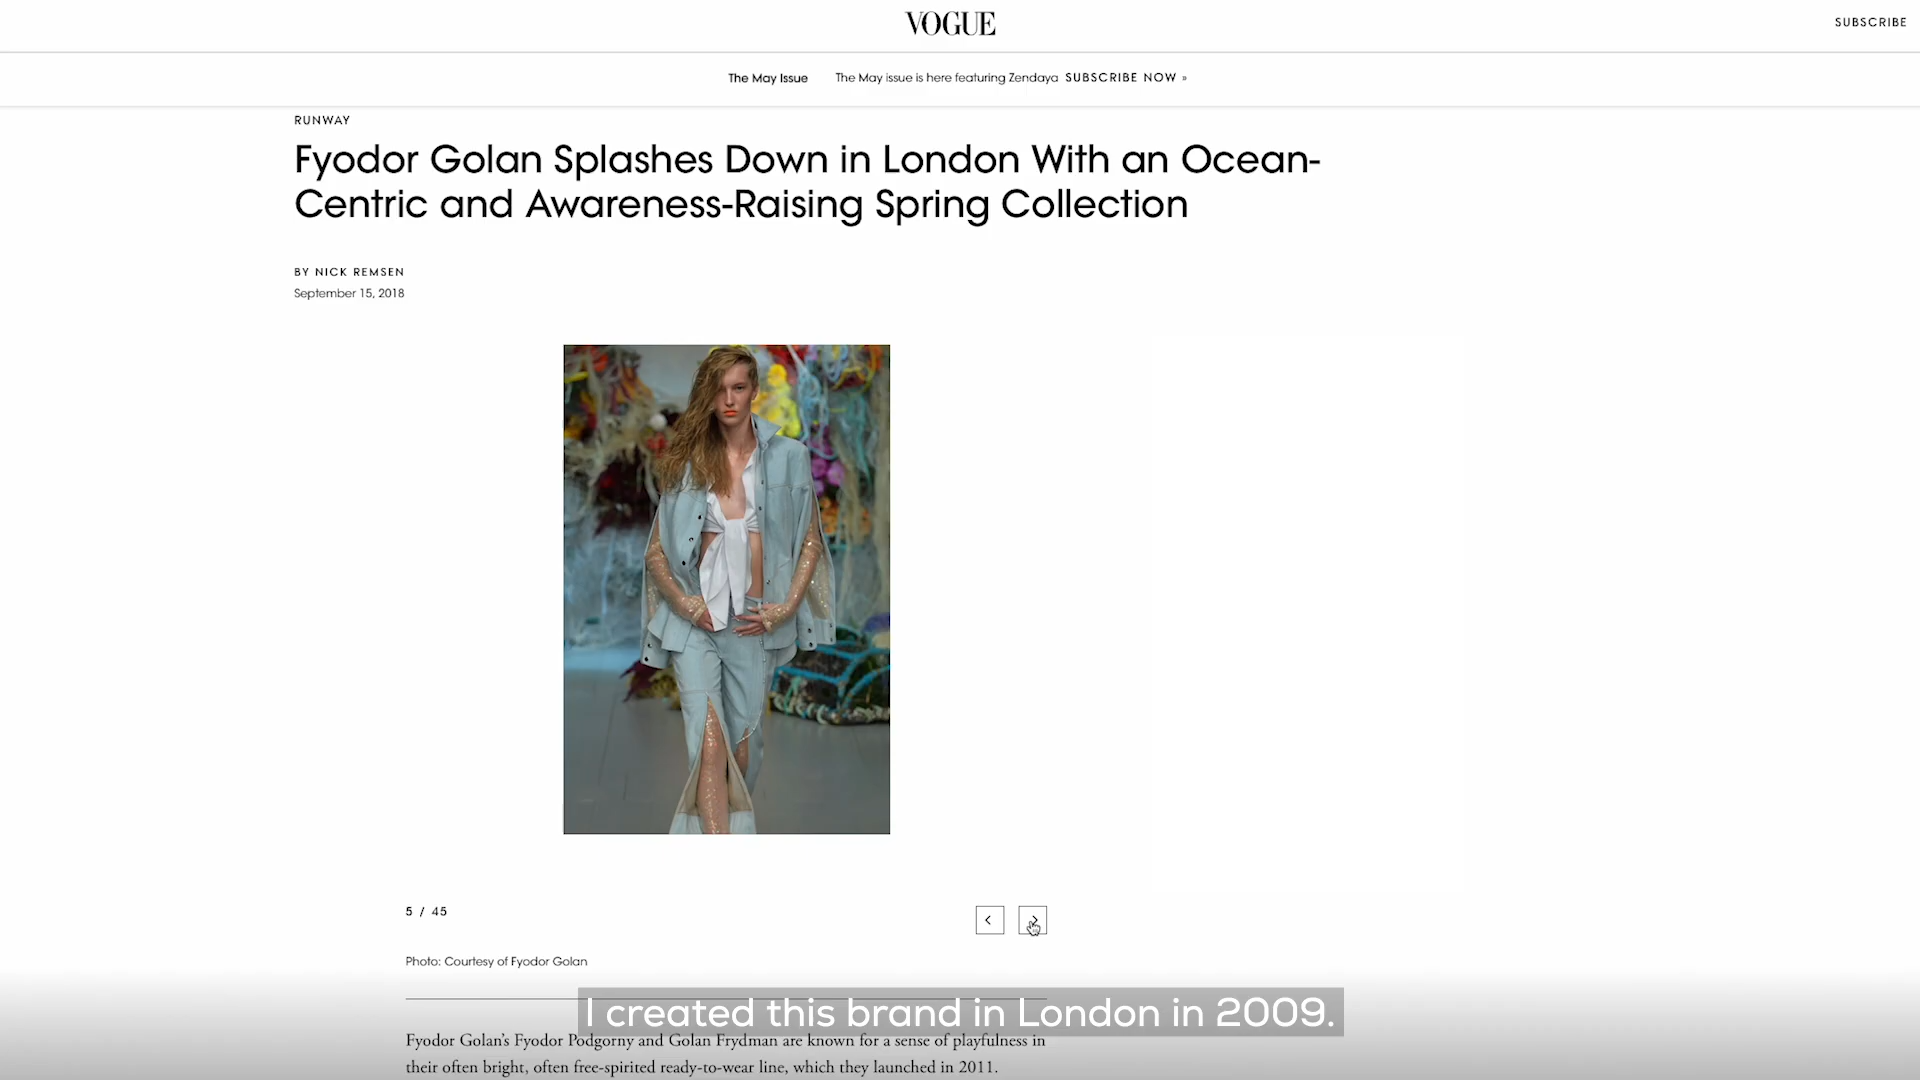 VOGUE
SUBSCRIBE
The May Issue The May issue is here featuring Zendaya SUBSCRIBE NOW »
RUNWAY
Fyodor Golan Splashes Down in London With an Ocean-
Centric and Awareness-Raising Spring Collection
BY NICK REMSEN
September 15, 2018
5 / 45
Photo: Courtesy of Fyodor Golan
I created this brand in London in 2009.
Fyodor Golan's Fyodor Podgorny and Golan Frydman are known for a sense of playfulness in
their often bright, often free-spirited ready-to-wear line, which they launched in 2011.